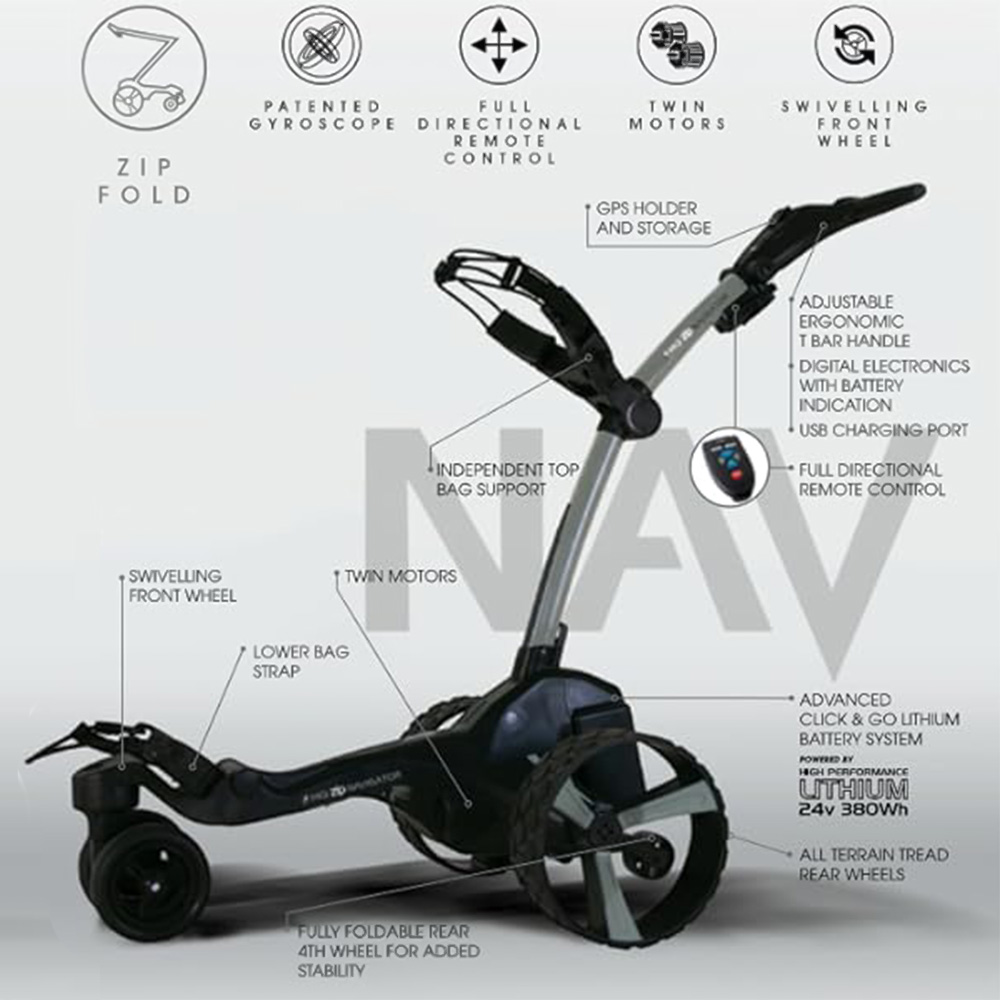 ZIP
FOLD
PATENTED
GYROSCOPE
FULL
DIRECTIONAL
REMOTE
CONTROL
TWIN
MOTORS
SWIVELLING
FRONT
WHEEL
GPS HOLDER
AND STORAGE
ADJUSTABLE
ERGONOMIC
T BAR HANDLE
DIGITAL ELECTRONICS
WITH BATTERY
INDICATION
USB CHARGING PORT
FULL DIRECTIONAL
REMOTE CONTROL
INDEPENDENT TOP
BAG SUPPORT
NAV
SWIVELLING
FRONT WHEEL
TWIN MOTORS
LOWER BAG
STRAP
ADVANCED
CLICK & GO LITHIUM
BATTERY SYSTEM
POWERED BY
HIGH PERFORMANCE
LITHIUM
24v 380Wh
NAVIGATOR
ALL TERRAIN TREAD
REAR WHEELS
FULLY FOLDABLE REAR
4TH WHEEL FOR ADDED
STABILITY